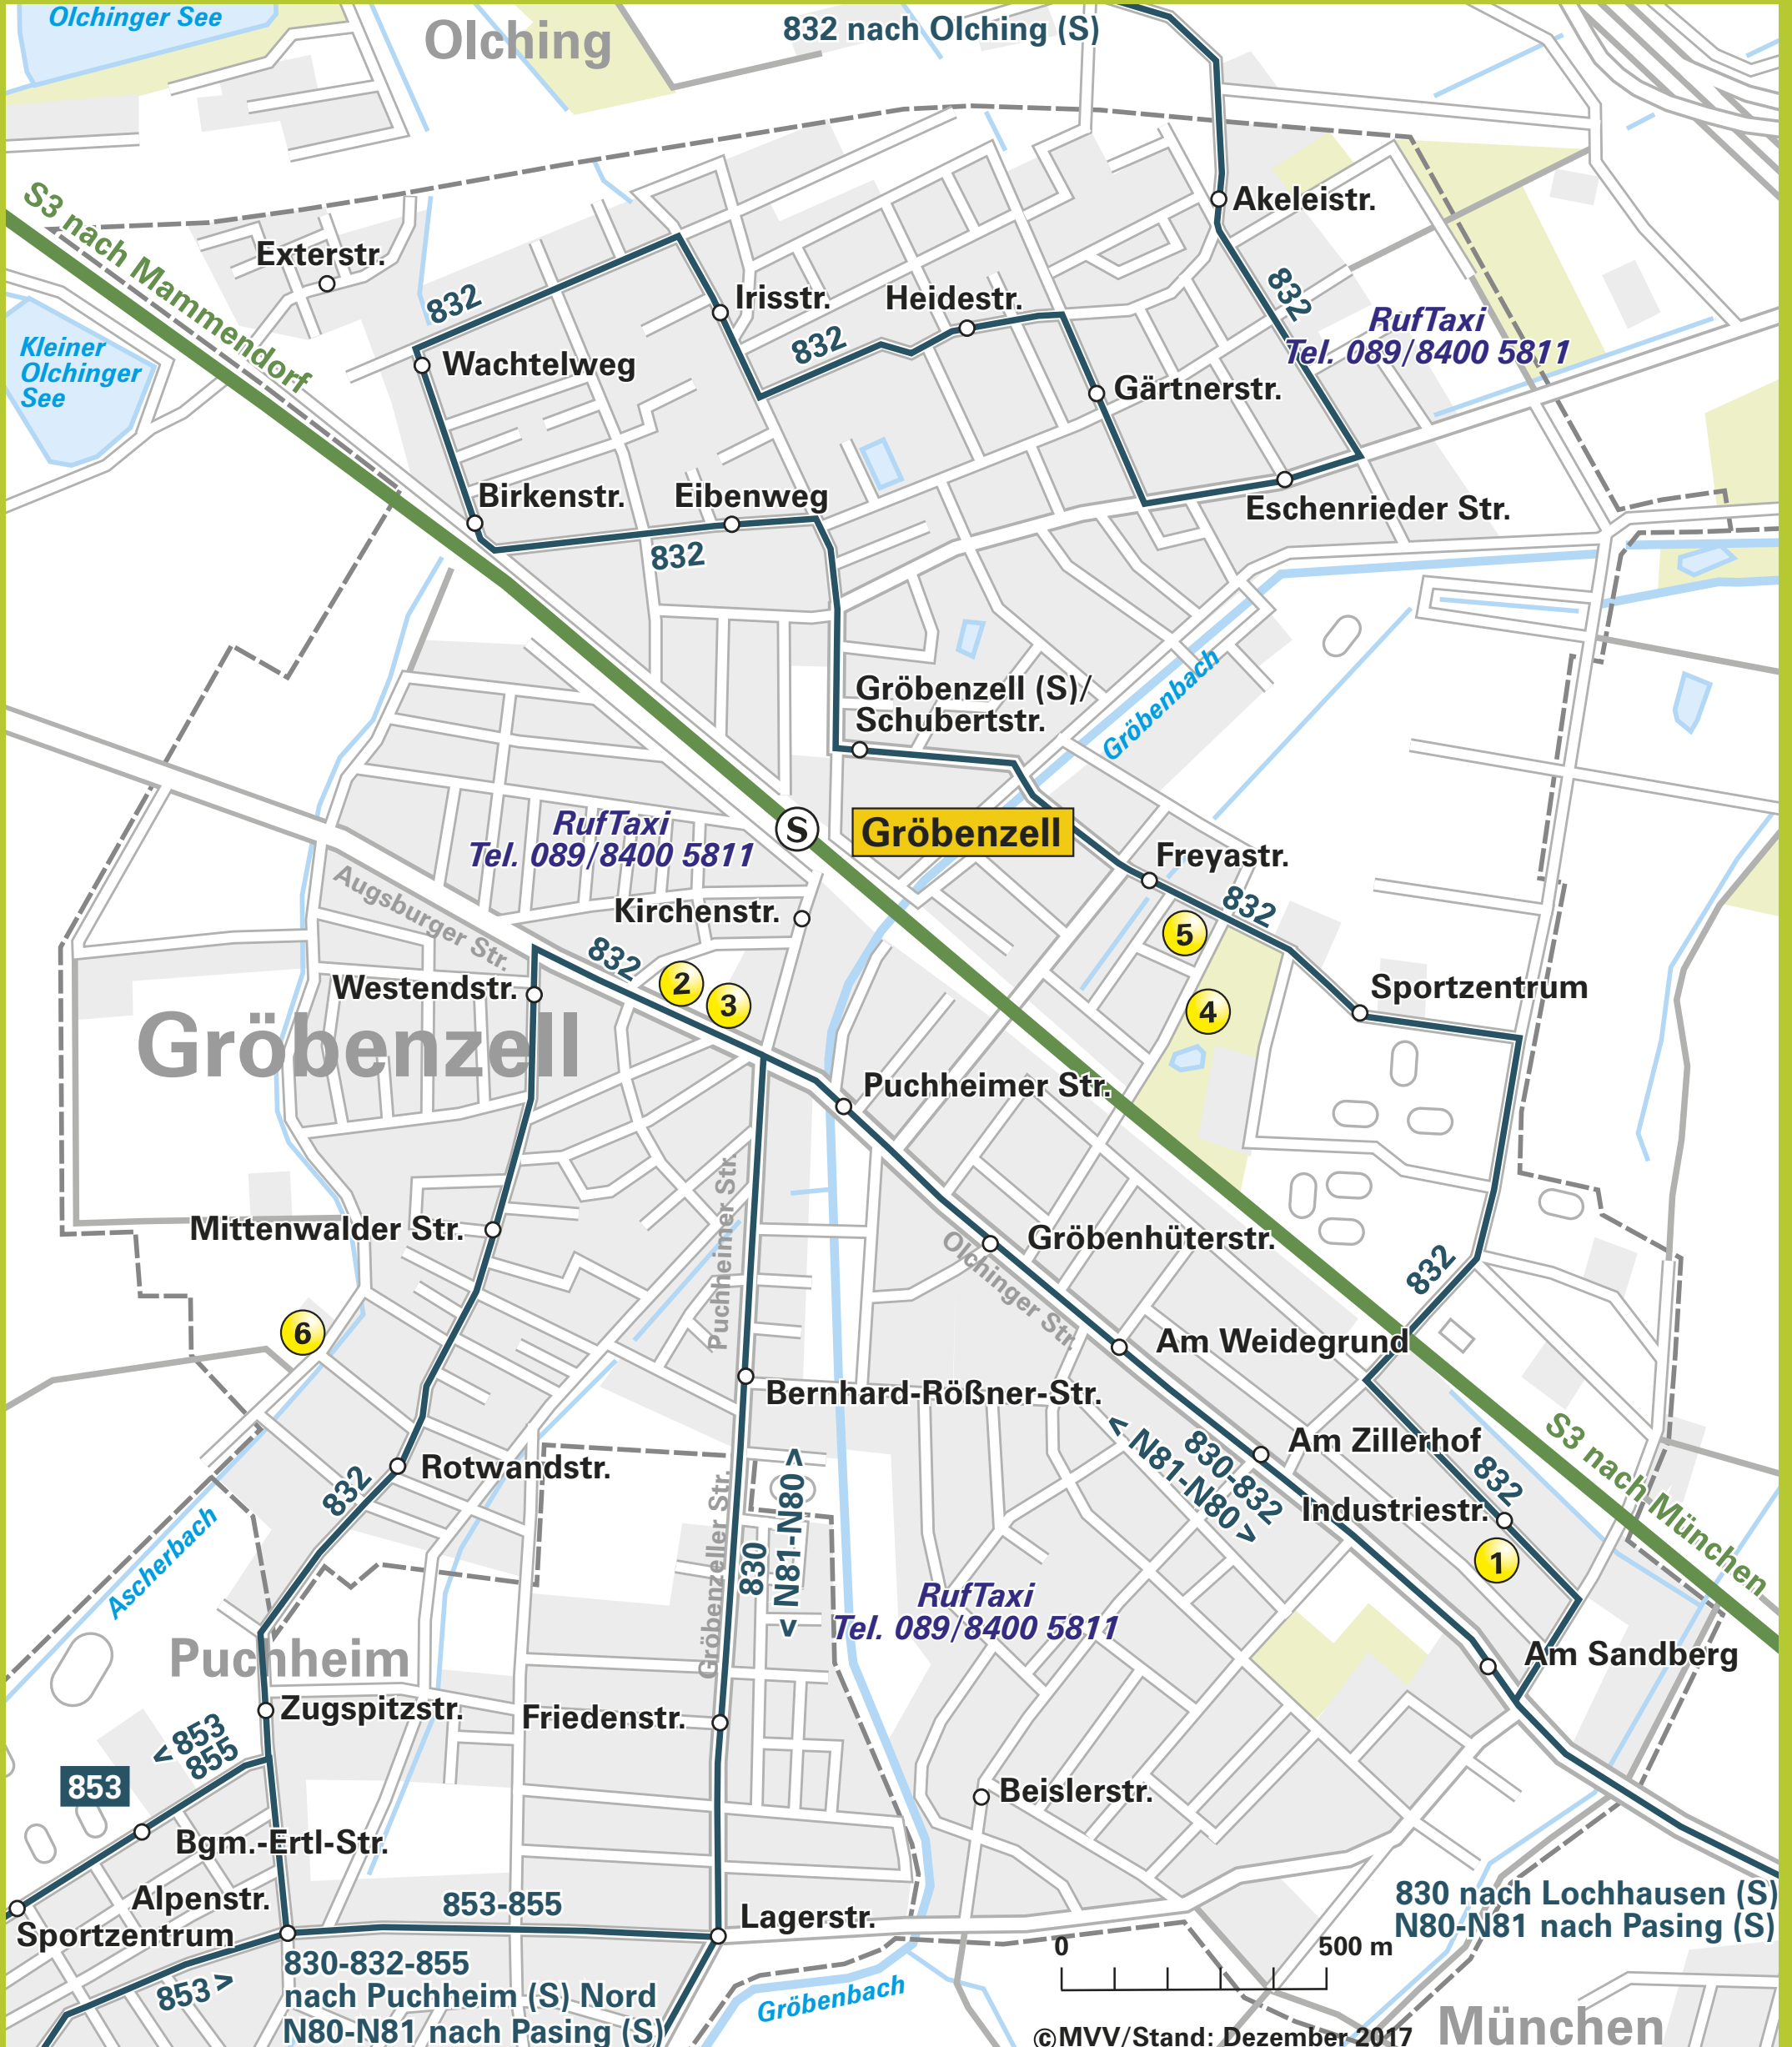 Olchinger See
Olching
832 nach Olching (S)
S3 nach Mammendorf
Exterstr.
Akeleistr.
832
Irisstr.
Heidestr.
832
832
RufTaxi
Tel. 089/8400 5811
Kleiner
Olchinger
See
Wachtelweg
Gärtnerstr.
Birkenstr.
Eibenweg
832
Eschenrieder Str.
Gröbenbach
Gröbenzell (S)/
Schubertstr.
RufTaxi
Tel. 089/8400 5811
S
Gröbenzell
Freyastr.
832
Augsburger Str.
Kirchenstr.
5
832
2
3
Westendstr.
4
Sportzentrum
Gröbenzell
Puchheimer Str.
Puchheimer Str.
Mittenwalder Str.
Gröbenhüterstr.
Olchinger Str.
832
6
Am Weidegrund
Bernhard-Rößner-Str.
< N81-N80 >
830-832
Am Zillerhof
832
S3 nach München
Rotwandstr.
832
Industriestr.
1
Ascherbach
Gröbenzeller Str.
830
< N81-N80 >
RufTaxi
Tel. 089/8400 5811
Puchheim
Am Sandberg
Zugspitzstr.
Friedenstr.
< 853
855
853
Beislerstr.
Bgm.-Ertl-Str.
Alpenstr.
Sportzentrum
853-855
Lagerstr.
830 nach Lochhausen (S)
N80-N81 nach Pasing (S)
0
500 m
853 >
830-832-855
nach Puchheim (S) Nord
N80-N81 nach Pasing (S)
Gröbenbach
©MVV/Stand: Dezember 2017
München